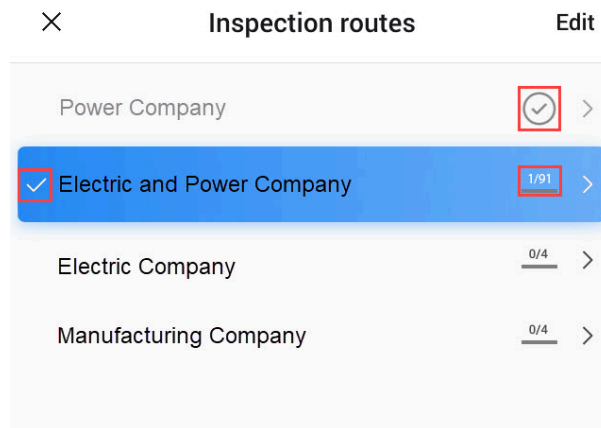 Inspection routes Edit
Power Company
Electric and Power Company 1/91
Electric Company 0/4
Manufacturing Company 0/4